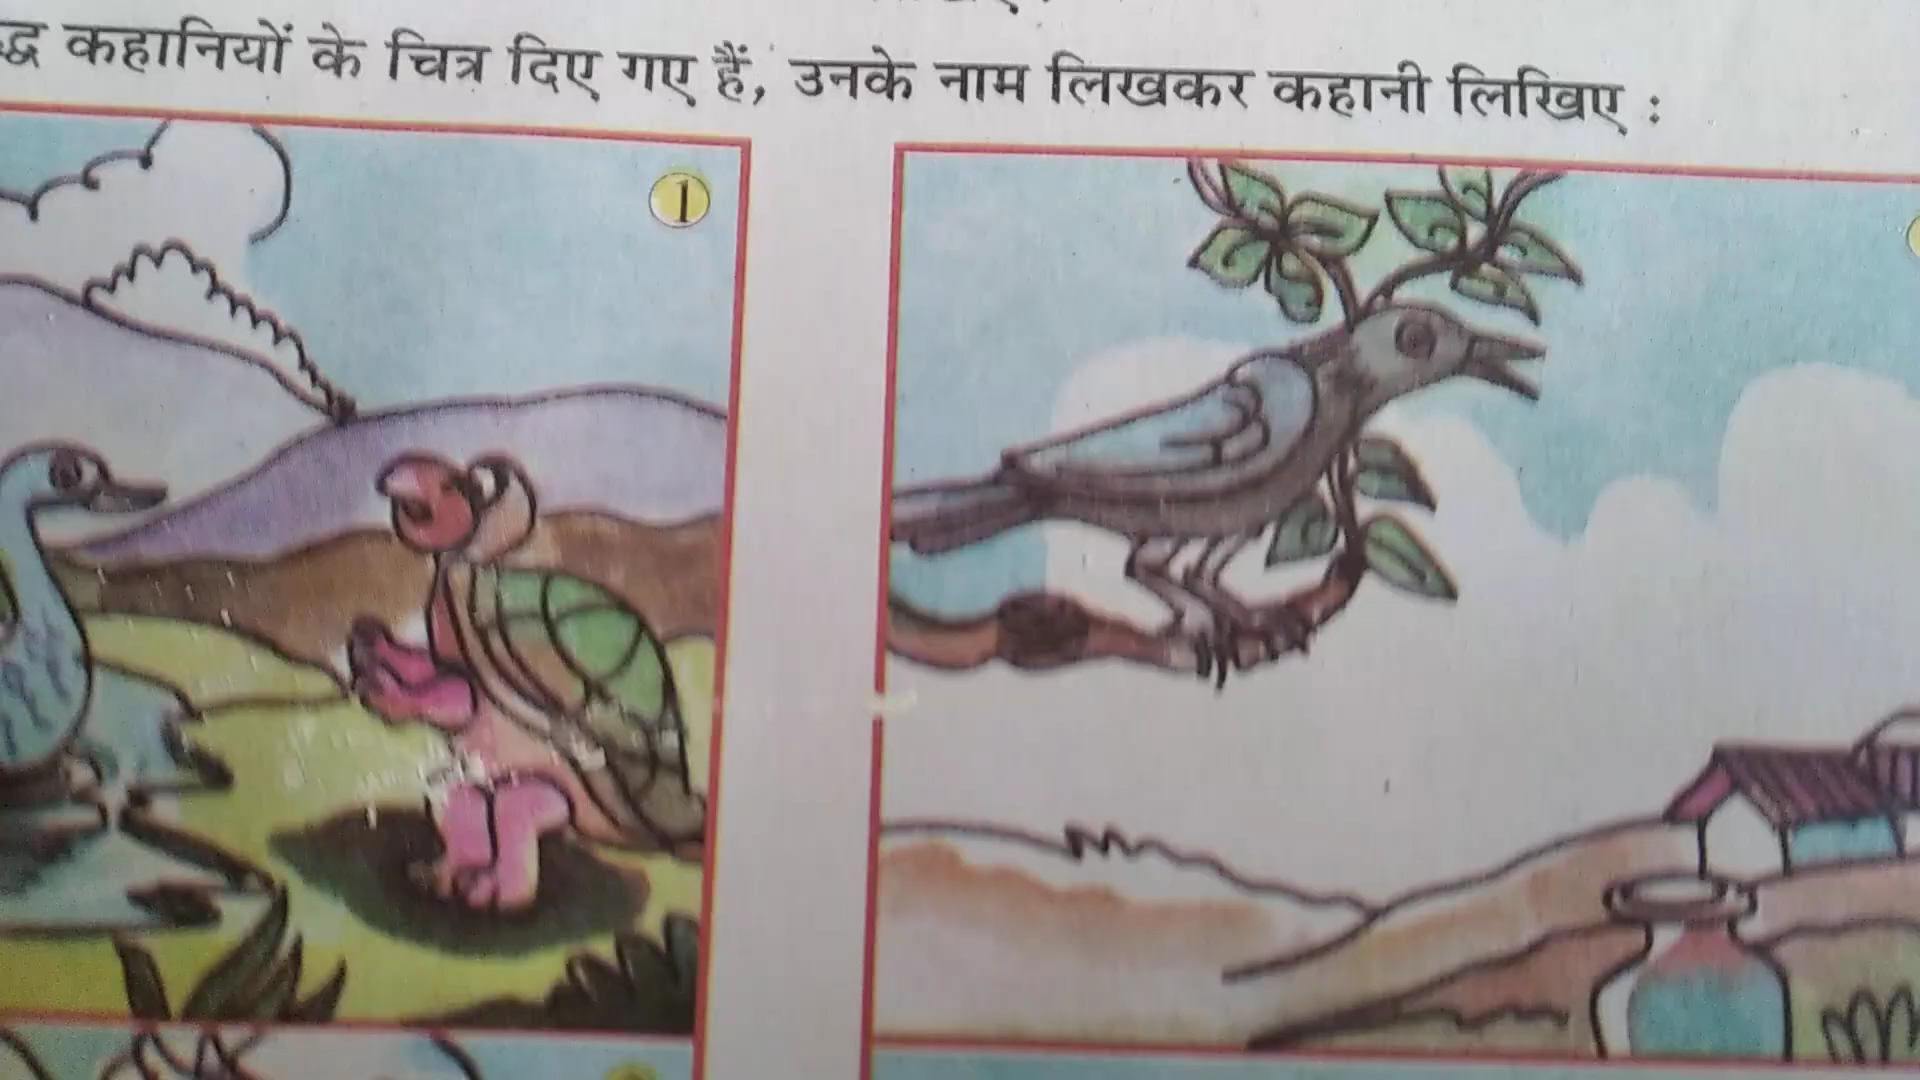 कहानियों के चित्र दिए गए हैं, उनके नाम लिखकर कहानी लिखिए :
1